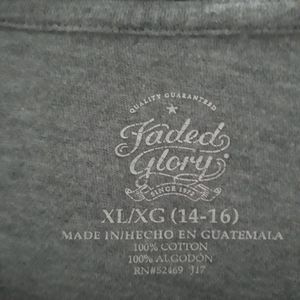 QUALITY GUARANTEED
Faded
Glory
SINCE 1972
XL/XG (14-16)
MADE IN/HECHO EN GUATEMALA
100% COTTON
100% ALGODÓN
RN#52469 J17